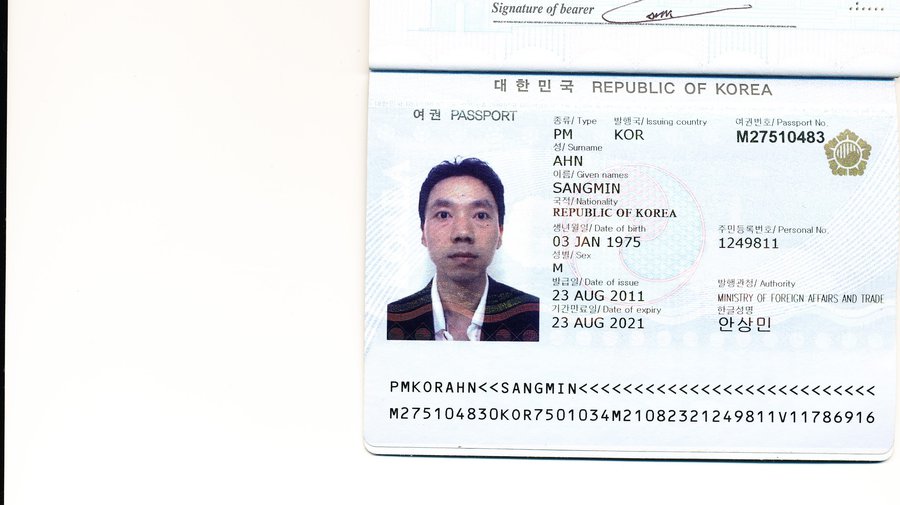 Signature of bearer
대한민국 REPUBLIC OF KOREA
여권 PASSPORT
종류/ Type 발행국/ Issuing country 여권번호/ Passport No.
PM KOR M27510483
성/ Surname
AHN
이름/ Given names
SANGMIN
국적/ Nationality
REPUBLIC OF KOREA
생년월일/ Date of birth 주민등록번호/ Personal No.
03 JAN 1975 1249811
성별/ Sex
M
발급일/ Date of issue 발행관청/ Authority
23 AUG 2011 MINISTRY OF FOREIGN AFFAIRS AND TRADE
기간만료일/ Date of expiry 한글성명
23 AUG 2021 안상민
PMKORAHN<<SANGMIN<<<<<<<<<<<<<<<<<<<<<<<<<<<
M275104830KOR7501034M21082321249811V11786916